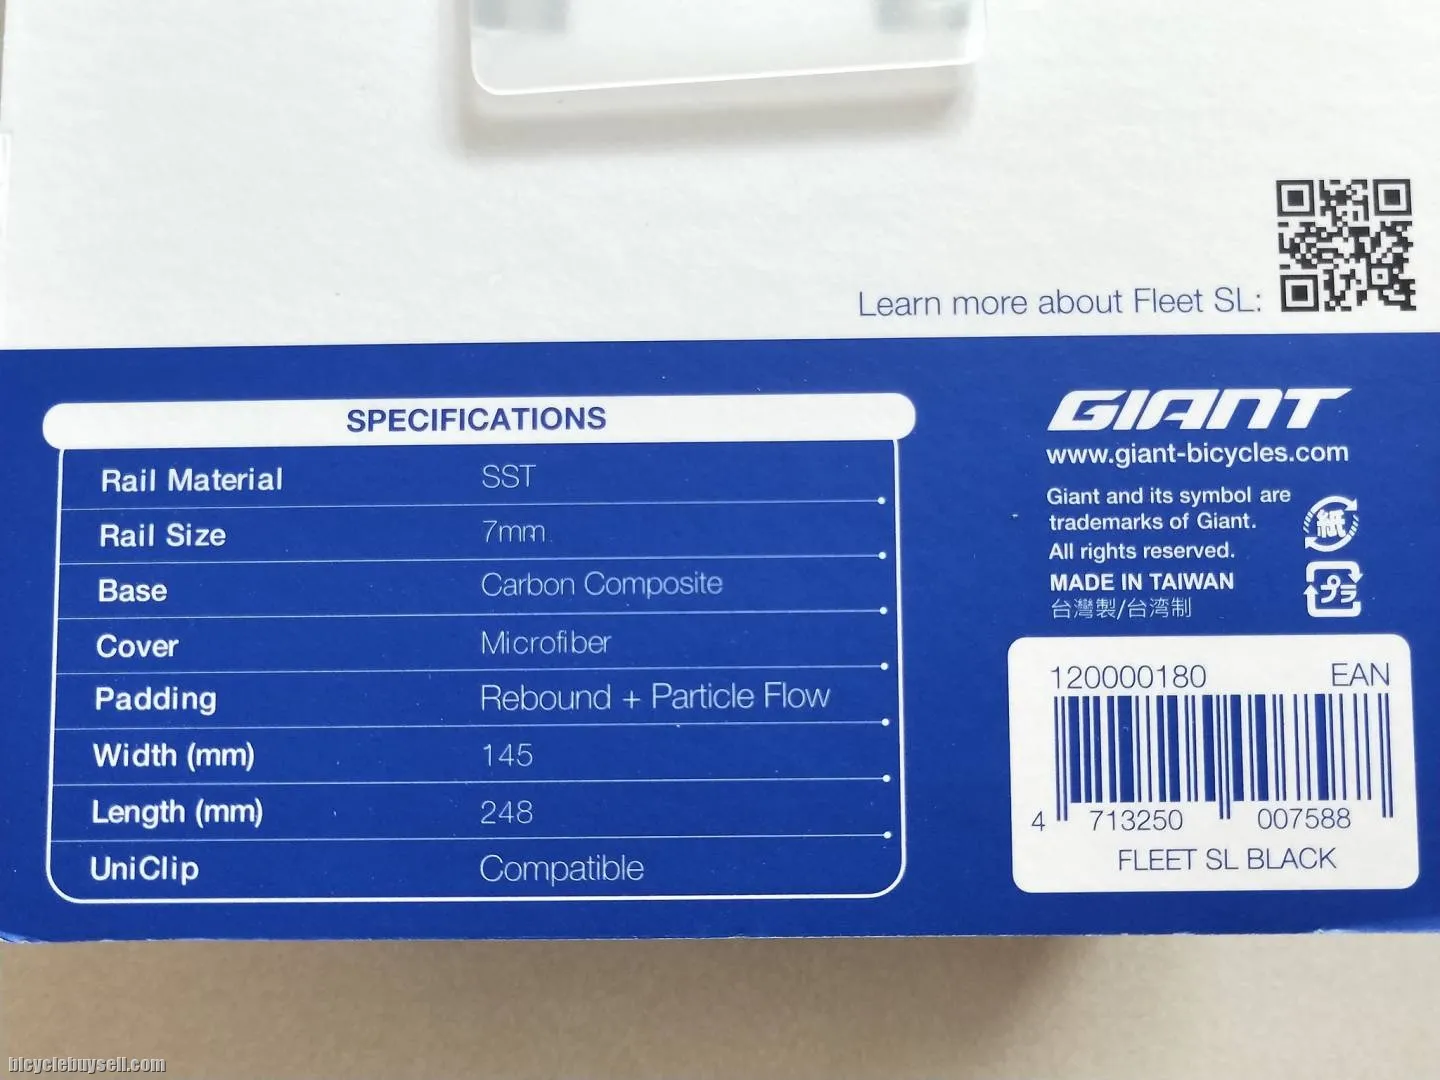 Learn more about Fleet SL:
SPECIFICATIONS
Rail Material SST
Rail Size 7mm
Base Carbon Composite
Cover Microfiber
Padding Rebound + Particle Flow
Width (mm) 145
Length (mm) 248
UniClip Compatible
GIANT
www.giant-bicycles.com
Giant and its symbol are
trademarks of Giant.
All rights reserved.
MADE IN TAIWAN
台灣製/台湾制
紙
プラ
120000180 EAN
4 713250 007588
FLEET SL BLACK
bicyclebuysell.com